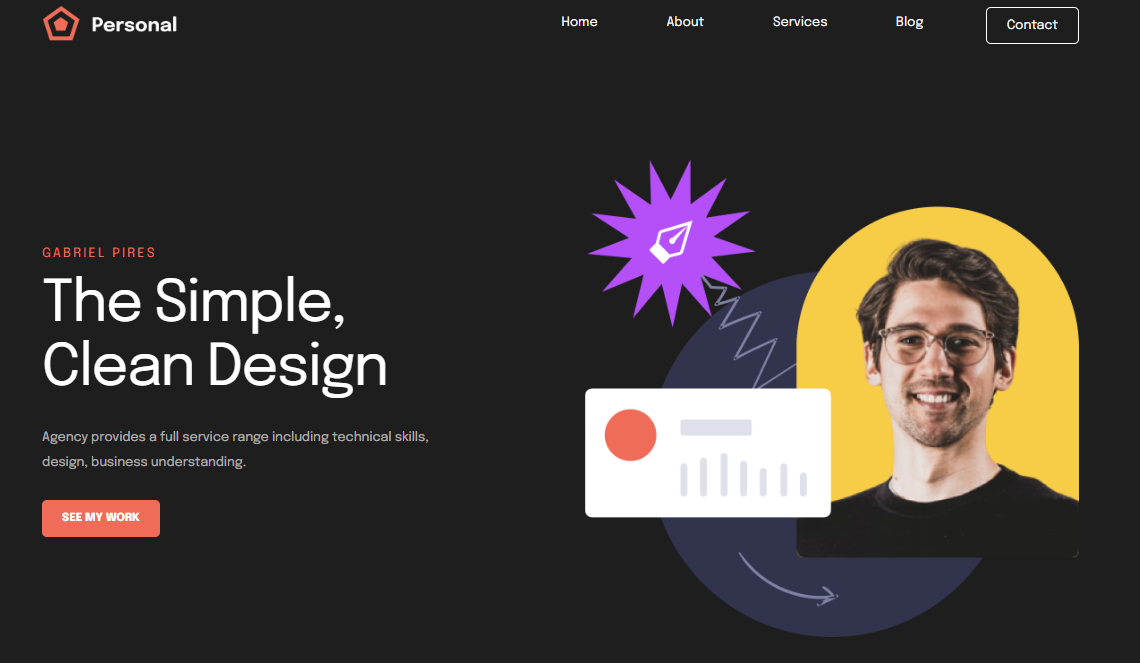 Personal
Home
About
Services
Blog
Contact
GABRIEL PIRES
The Simple,
Clean Design
Agency provides a full service range including technical skills,
design, business understanding.
SEE MY WORK